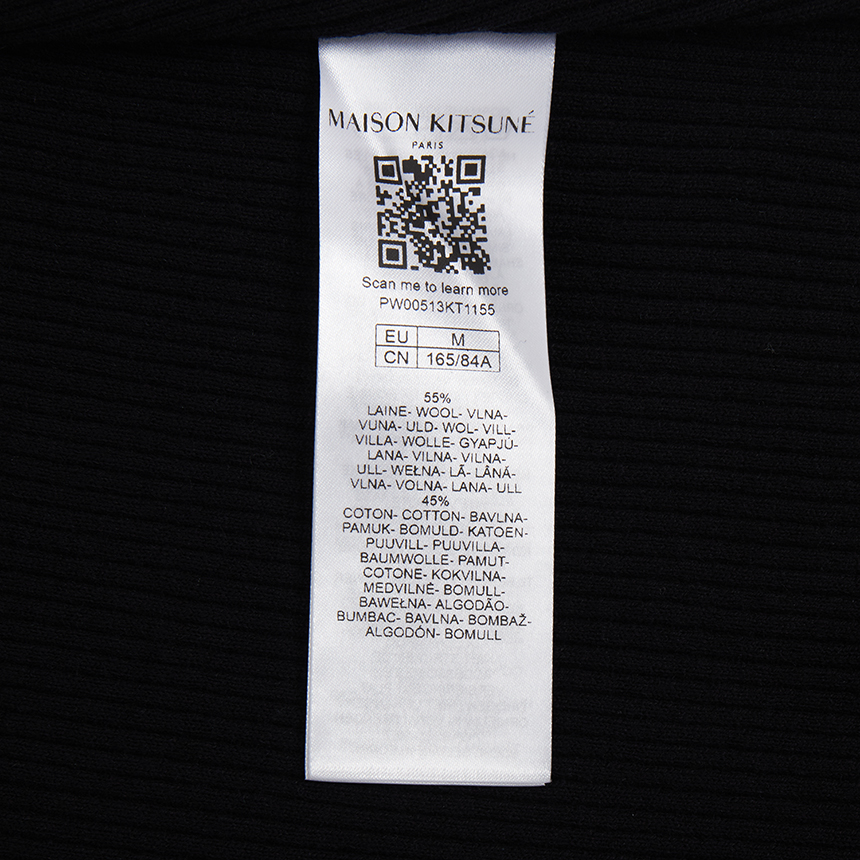 MAISON KITSUNÉ
PARIS
Scan me to learn more
PW00513KT1155
EU M
CN 165/84A
55%
LAINE- WOOL- VLNA-
VUNA- ULD- WOL- VILL-
VILLA- WOLLE- GYAPJÚ-
LANA- VILNA- VILNA-
ULL- WEŁNA- LÃ- LÂNÂ-
VLNA- VOLNA- LANA- ULL
45%
COTON- COTTON- BAVLNA-
PAMUK- BOMULD- KATOEN-
PUUVILL- PUUVILLA-
BAUMWOLLE- PAMUT-
COTONE- KOKVILNA-
MEDVILNĖ- BOMULL-
BAWEŁNA- ALGODÃO-
BUMBAC- BAVLNA- BOMBAŽ-
ALGODÓN- BOMULL